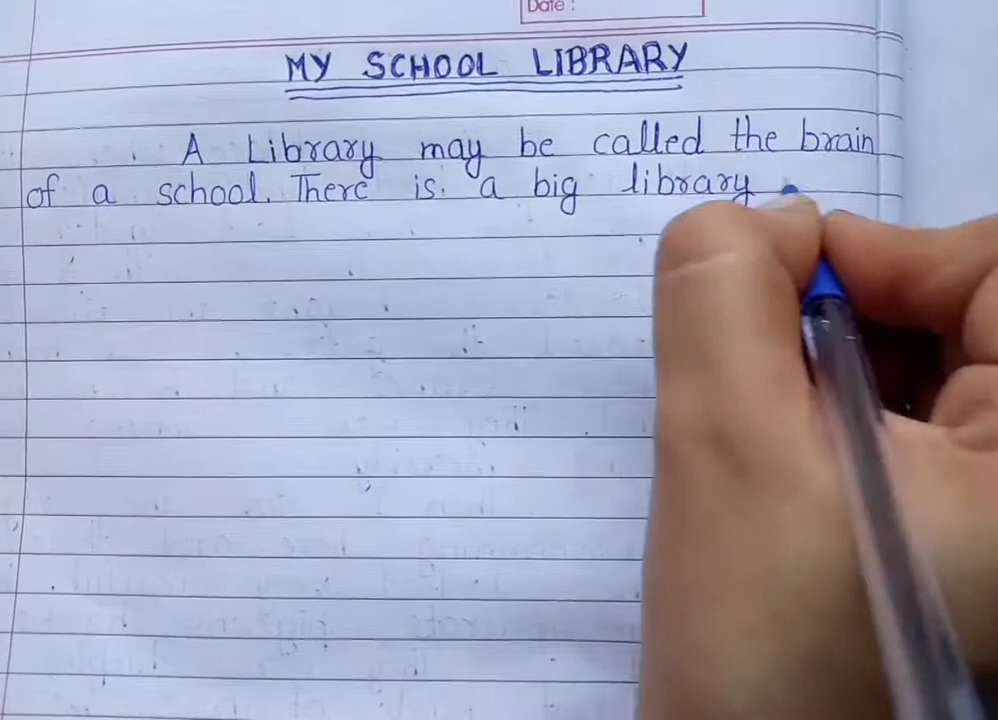 Date :
MY SCHOOL LIBRARY
A Library may be called the brain
of a school. There is a big library